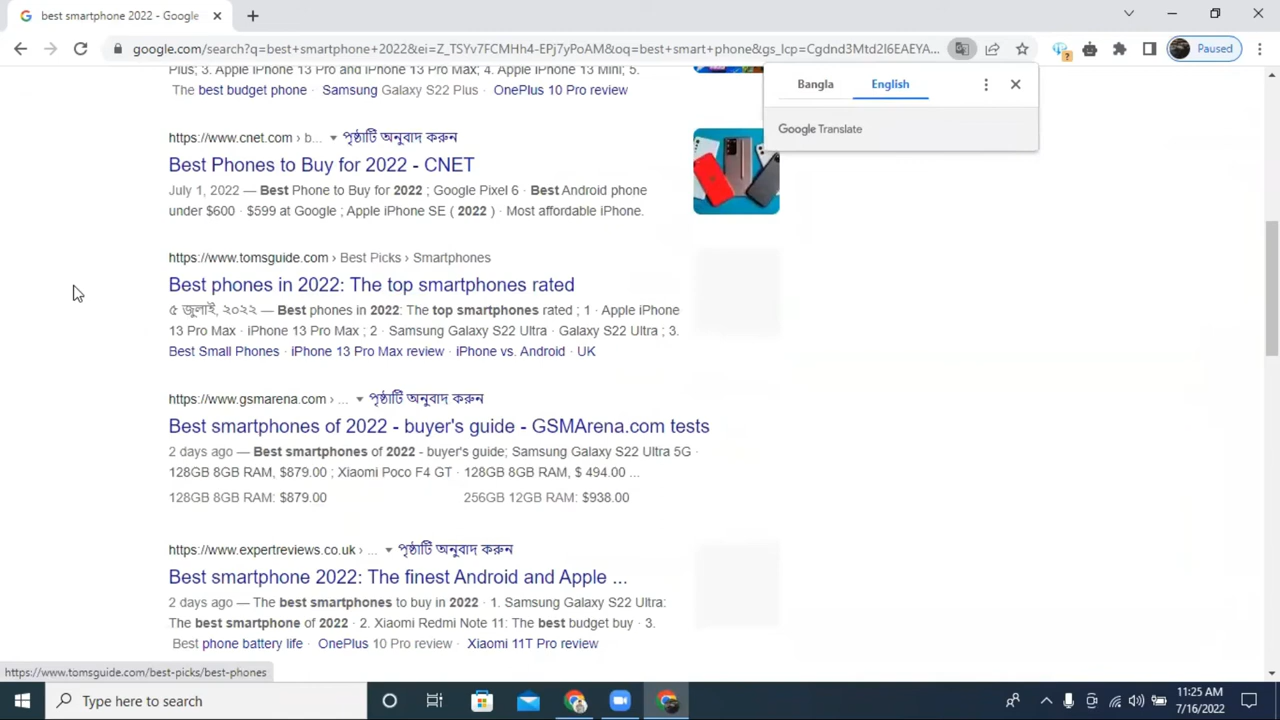 best smartphone 2022 - Google
google.com/search?q=best+smartphone+2022&ei=Z_TSYv7FCMHh4-EPj7yPoAM&oq=best+smart+phone&gs_lcp=Cgdnd3Mtd2l6EAEYA...
Paused
Plus; 3. Apple iPhone 13 Pro and iPhone 13 Pro Max; 4. Apple iPhone 13 Mini; 5.
The best budget phone · Samsung Galaxy S22 Plus · OnePlus 10 Pro review
Bangla
English
Google Translate
https://www.cnet.com › b... পৃষ্ঠাটি অনুবাদ করুন
Best Phones to Buy for 2022 - CNET
July 1, 2022 — Best Phone to Buy for 2022 ; Google Pixel 6 · Best Android phone
under $600 · $599 at Google ; Apple iPhone SE ( 2022 ) · Most affordable iPhone.
https://www.tomsguide.com › Best Picks › Smartphones
Best phones in 2022: The top smartphones rated
৫ জুলাই, ২০২২ — Best phones in 2022: The top smartphones rated ; 1 · Apple iPhone
13 Pro Max · iPhone 13 Pro Max ; 2 · Samsung Galaxy S22 Ultra · Galaxy S22 Ultra ; 3.
Best Small Phones · iPhone 13 Pro Max review · iPhone vs. Android · UK
https://www.gsmarena.com › ... পৃষ্ঠাটি অনুবাদ করুন
Best smartphones of 2022 - buyer's guide - GSMArena.com tests
2 days ago — Best smartphones of 2022 - buyer's guide; Samsung Galaxy S22 Ultra 5G ·
128GB 8GB RAM, $879.00 ; Xiaomi Poco F4 GT · 128GB 8GB RAM, $ 494.00 ...
128GB 8GB RAM: $879.00 256GB 12GB RAM: $938.00
https://www.expertreviews.co.uk › ... পৃষ্ঠাটি অনুবাদ করুন
Best smartphone 2022: The finest Android and Apple ...
2 days ago — The best smartphones to buy in 2022 · 1. Samsung Galaxy S22 Ultra:
The best smartphone of 2022 · 2. Xiaomi Redmi Note 11: The best budget buy · 3.
Best phone battery life · OnePlus 10 Pro review · Xiaomi 11T Pro review
https://www.tomsguide.com/best-picks/best-phones
Type here to search
11:25 AM
7/16/2022